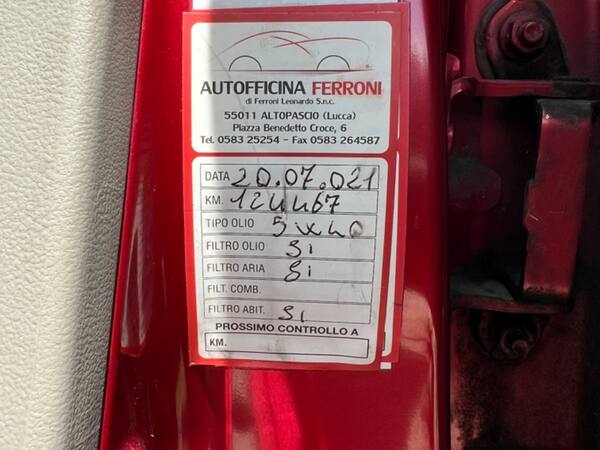 AUTOFFICINA FERRONI
di Ferroni Leonardo S.n.c.
55011 ALTOPASCIO (Lucca)
Piazza Benedetto Croce, 6
Tel. 0583 25254 - Fax 0583 264587
DATA 20.07.021
KM. 124467
TIPO OLIO 5W40
FILTRO OLIO Si
FILTRO ARIA Si
FILT. COMB.
FILTRO ABIT. Si
PROSSIMO CONTROLLO A
KM.